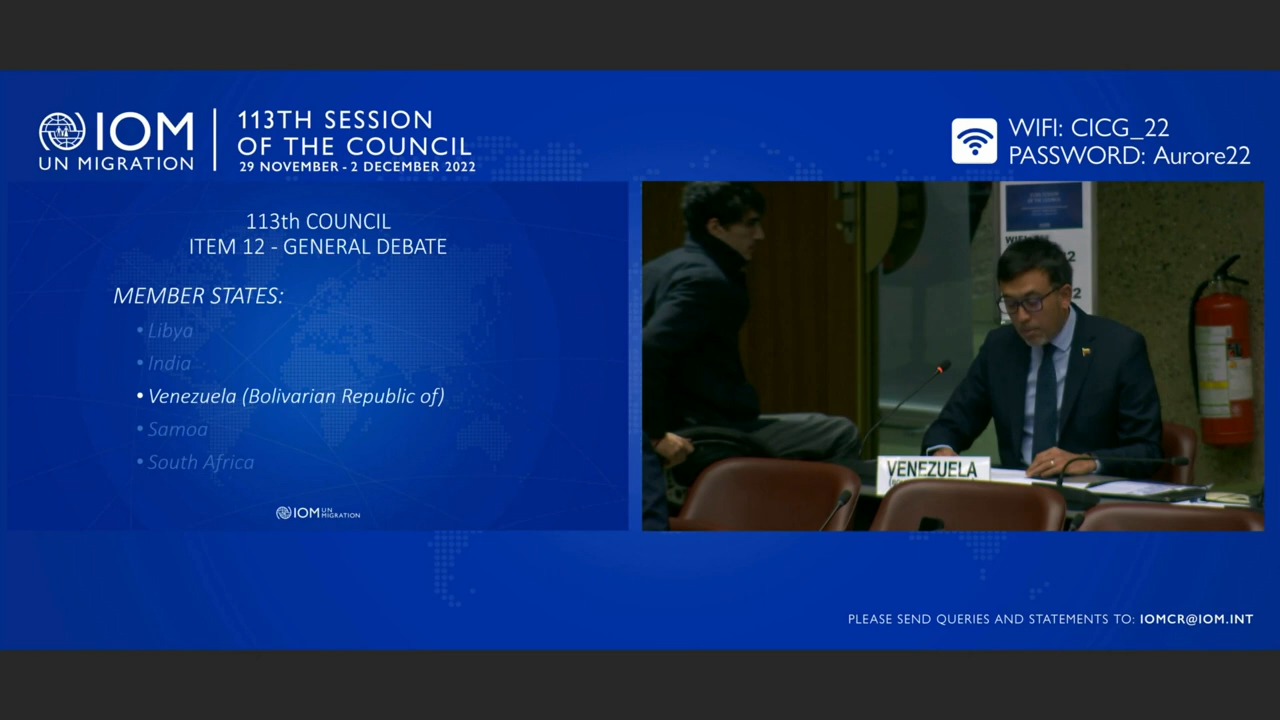 IOM
UN MIGRATION
113TH SESSION
OF THE COUNCIL
29 NOVEMBER - 2 DECEMBER 2022
WIFI: CICG_22
PASSWORD: Aurore22
113th COUNCIL
ITEM 12 - GENERAL DEBATE
MEMBER STATES:
• Libya
• India
• Venezuela (Bolivarian Republic of)
• Samoa
• South Africa
IOM UN
MIGRATION
VENEZUELA
PLEASE SEND QUERIES AND STATEMENTS TO: IOMCR@IOM.INT